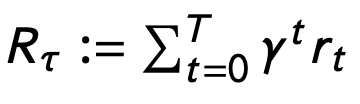 R_τ := ∑_{t=0}^{T} γ^t r_t